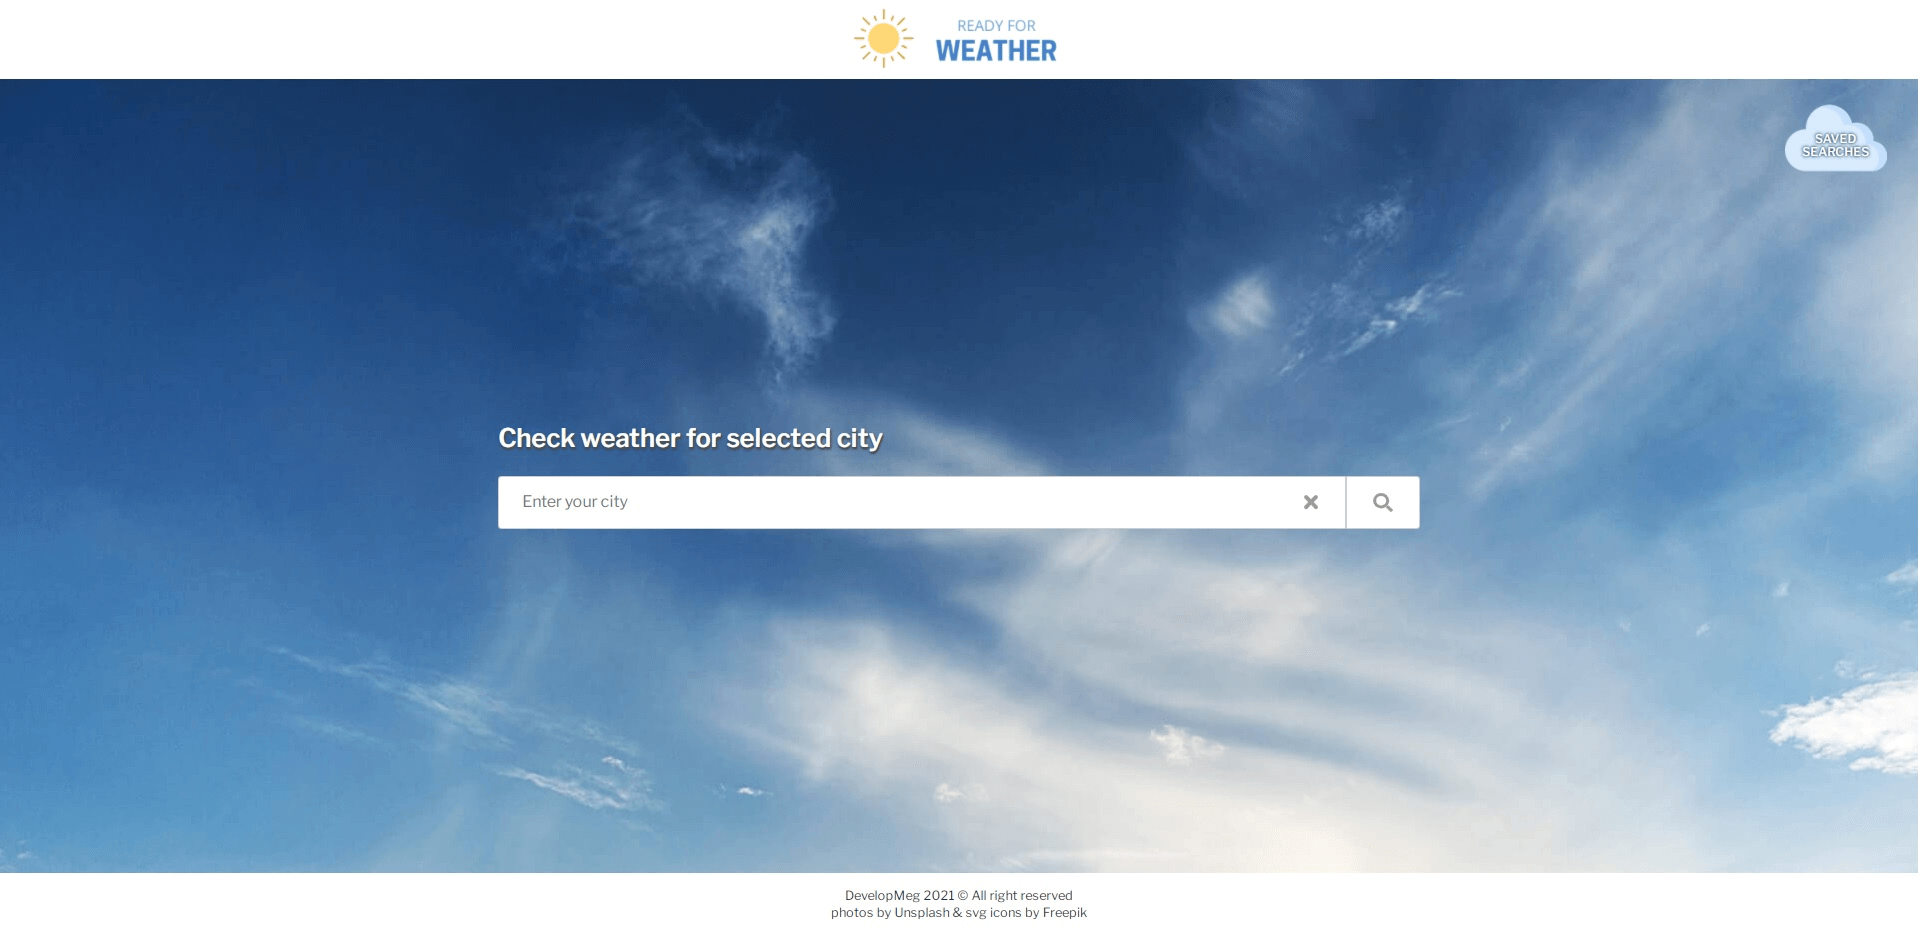 READY FOR
WEATHER
SAVED
SEARCHES
Check weather for selected city
Enter your city
DevelopMeg 2021 © All right reserved
photos by Unsplash & svg icons by Freepik